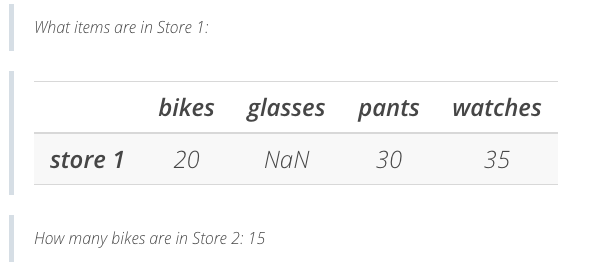 What items are in Store 1:
bikes glasses pants watches
store 1 20 NaN 30 35
How many bikes are in Store 2: 15